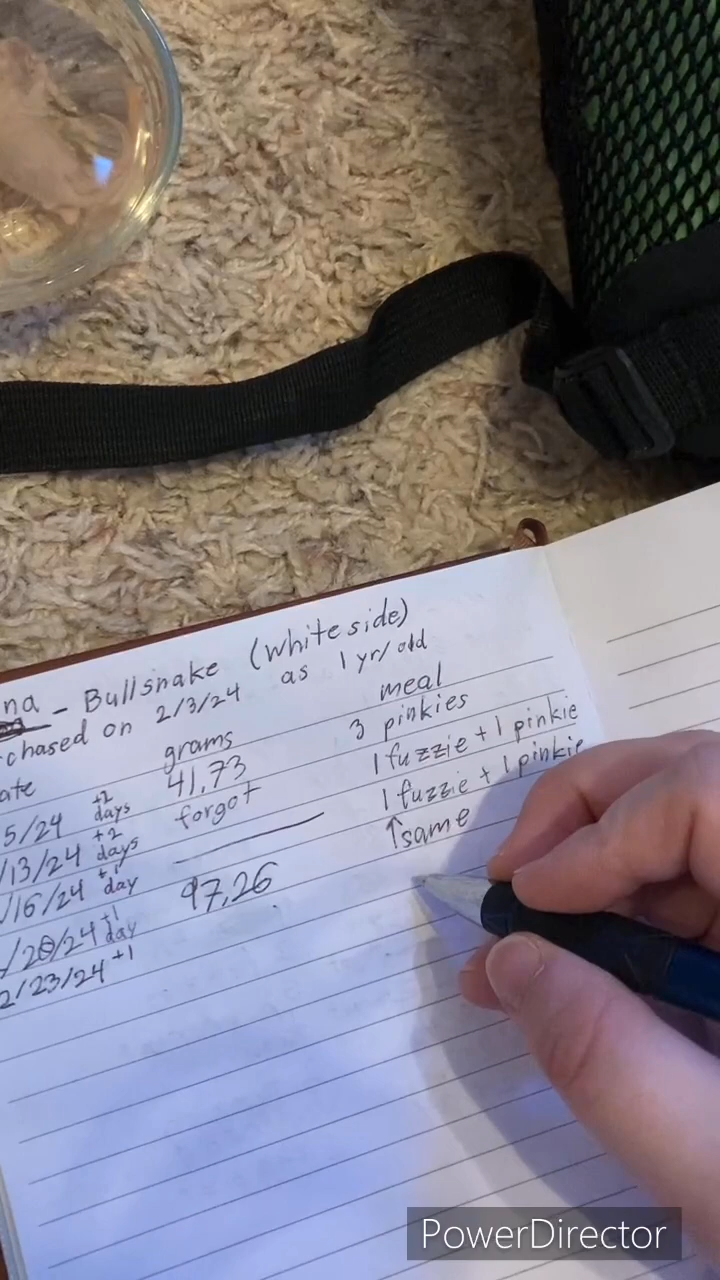 na - Bullsnake (white side)
chased on 2/3/24 as 1 yr/old
ate grams meal
5/24 +2 days 41,73 3 pinkies
/13/24 +2 days forgot 1 fuzzie + 1 pinkie
/16/24 +1 day — 1 fuzzie + 1 pinkie
/20/24 +1 day 97,26 ↑same
2/23/24 +1
PowerDirector